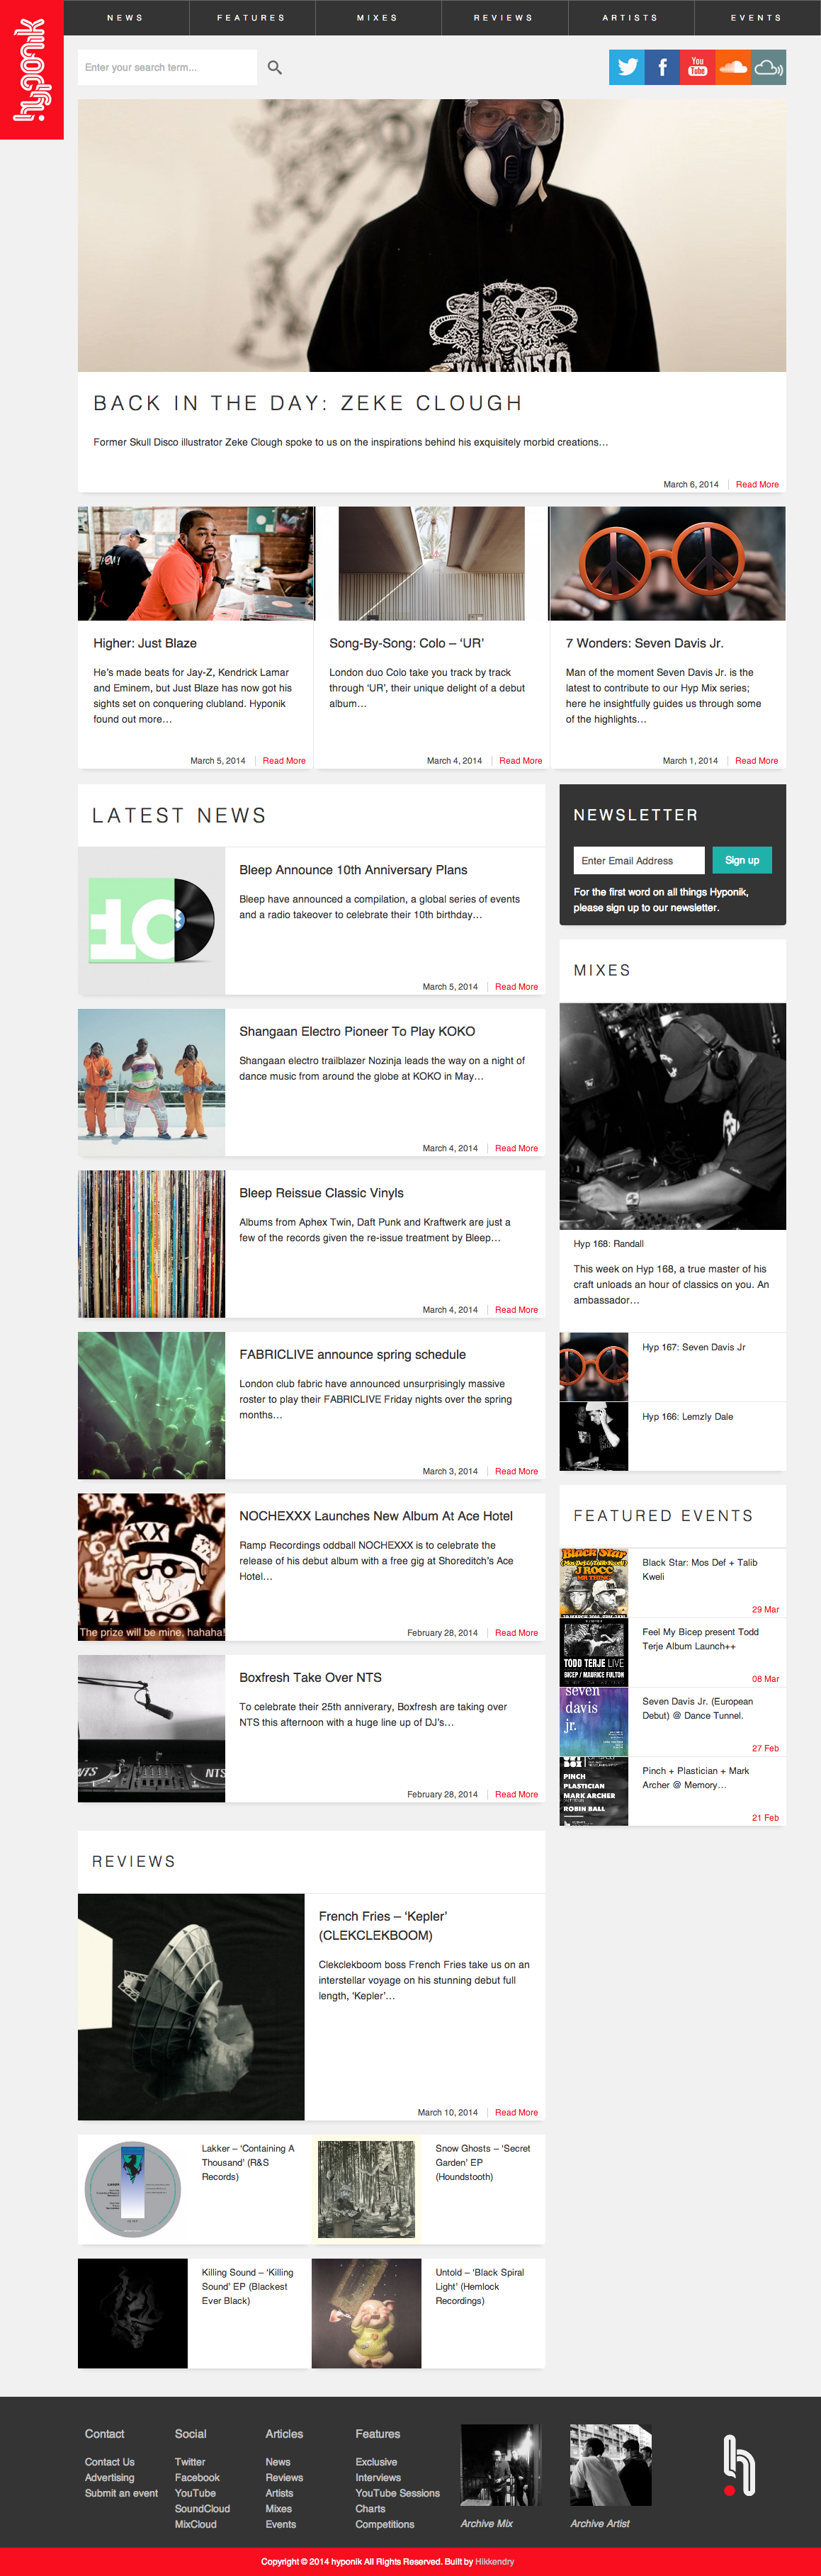 hyponik
NEWS
FEATURES
MIXES
REVIEWS
ARTISTS
EVENTS
Enter your search term...
You
Tube
BACK IN THE DAY: ZEKE CLOUGH
Former Skull Disco illustrator Zeke Clough spoke to us on the inspirations behind his exquisitely morbid creations…
March 6, 2014
Read More
Higher: Just Blaze
He's made beats for Jay-Z, Kendrick Lamar
and Eminem, but Just Blaze has now got his
sights set on conquering clubland. Hyponik
found out more…
March 5, 2014
Read More
Song-By-Song: Colo – ‘UR’
London duo Colo take you track by track
through ‘UR’, their unique delight of a debut
album…
March 4, 2014
Read More
7 Wonders: Seven Davis Jr.
Man of the moment Seven Davis Jr. is the
latest to contribute to our Hyp Mix series;
here he insightfully guides us through some
of the highlights…
March 1, 2014
Read More
LATEST NEWS
Bleep Announce 10th Anniversary Plans
Bleep have announced a compilation, a global series of events
and a radio takeover to celebrate their 10th birthday…
March 5, 2014
Read More
Shangaan Electro Pioneer To Play KOKO
Shangaan electro trailblazer Nozinja leads the way on a night of
dance music from around the globe at KOKO in May…
March 4, 2014
Read More
Bleep Reissue Classic Vinyls
Albums from Aphex Twin, Daft Punk and Kraftwerk are just a
few of the records given the re-issue treatment by Bleep…
March 4, 2014
Read More
FABRICLIVE announce spring schedule
London club fabric have announced unsurprisingly massive
roster to play their FABRICLIVE Friday nights over the spring
months…
March 3, 2014
Read More
XX
The prize will be mine, hahaha!
NOCHEXXX Launches New Album At Ace Hotel
Ramp Recordings oddball NOCHEXXX is to celebrate the
release of his debut album with a free gig at Shoreditch's Ace
Hotel…
February 28, 2014
Read More
NTS
NTS
Boxfresh Take Over NTS
To celebrate their 25th anniverary, Boxfresh are taking over
NTS this afternoon with a huge line up of DJ's…
February 28, 2014
Read More
NEWSLETTER
Enter Email Address
Sign up
For the first word on all things Hyponik,
please sign up to our newsletter.
MIXES
Hyp 168: Randall
This week on Hyp 168, a true master of his
craft unloads an hour of classics on you. An
ambassador…
Hyp 167: Seven Davis Jr
Hyp 166: Lemzly Dale
FEATURED EVENTS
Black Star
J ROCC
Black Star: Mos Def + Talib
Kweli
29 Mar
TODD TERJE LIVE
BICEP / MAURICE FULTON
Feel My Bicep present Todd
Terje Album Launch++
08 Mar
seven
davis
jr.
Seven Davis Jr. (European
Debut) @ Dance Tunnel.
27 Feb
PINCH
PLASTICIAN
MARK ARCHER
ROBIN BALL
Pinch + Plastician + Mark
Archer @ Memory…
21 Feb
REVIEWS
French Fries – ‘Kepler’
(CLEKCLEKBOOM)
Clekclekboom boss French Fries take us on an
interstellar voyage on his stunning debut full
length, ‘Kepler’…
March 10, 2014
Read More
Lakker – ‘Containing A
Thousand’ (R&S
Records)
Snow Ghosts – ‘Secret
Garden’ EP
(Houndstooth)
Killing Sound – ‘Killing
Sound’ EP (Blackest
Ever Black)
Untold – ‘Black Spiral
Light’ (Hemlock
Recordings)
Contact
Contact Us
Advertising
Submit an event
Social
Twitter
Facebook
YouTube
SoundCloud
MixCloud
Articles
News
Reviews
Artists
Mixes
Events
Features
Exclusive
Interviews
YouTube Sessions
Charts
Competitions
Archive Mix
Archive Artist
Copyright © 2014 hyponik All Rights Reserved. Built by Hikkendry